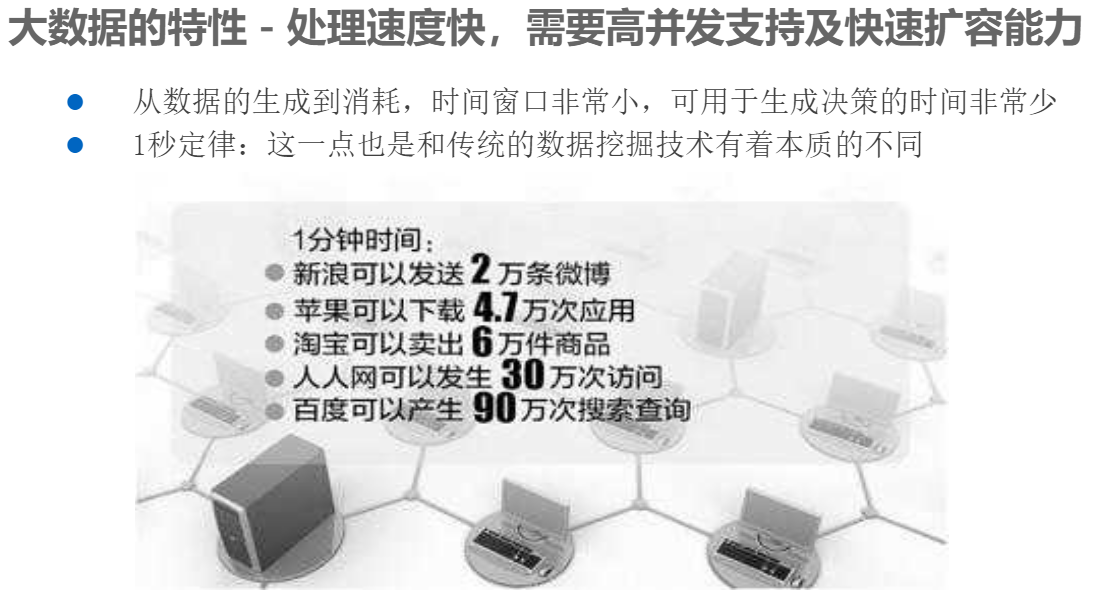 大数据的特性 - 处理速度快，需要高并发支持及快速扩容能力
从数据的生成到消耗，时间窗口非常小，可用于生成决策的时间非常少
1秒定律：这一点也是和传统的数据挖掘技术有着本质的不同
1分钟时间：
新浪可以发送2万条微博
苹果可以下载4.7万次应用
淘宝可以卖出6万件商品
人人网可以发生30万次访问
百度可以产生90万次搜索查询